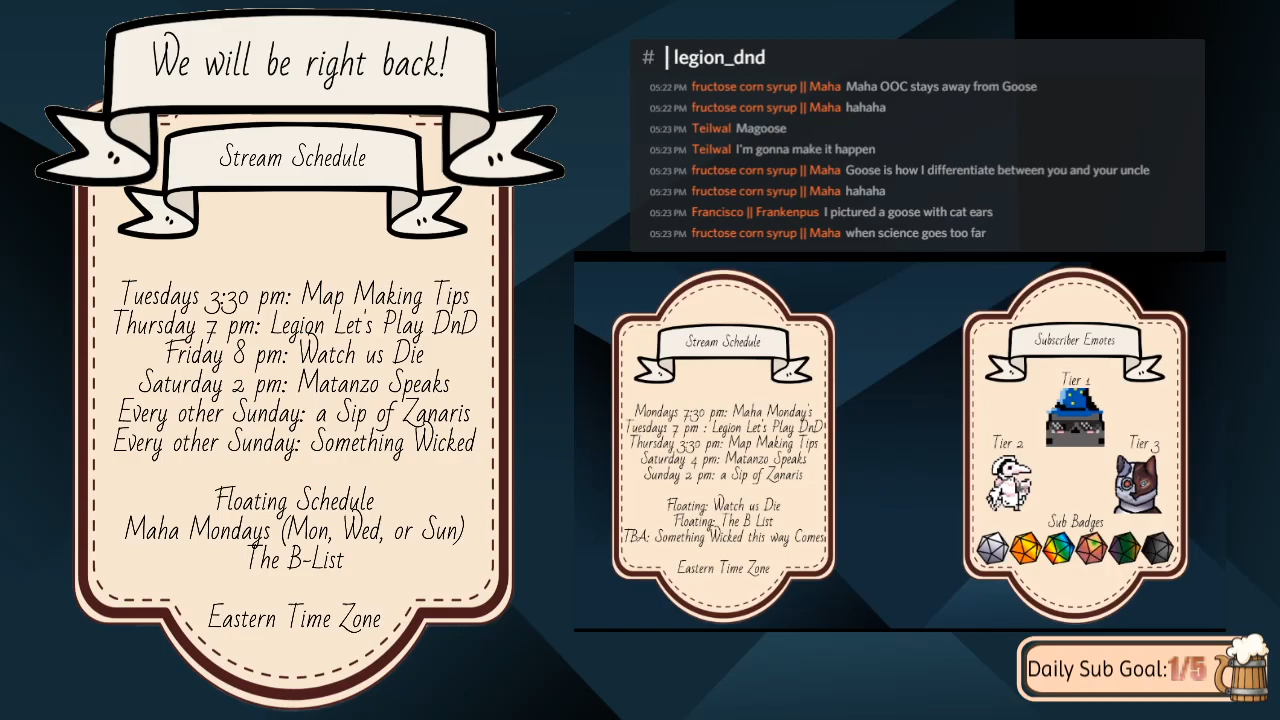 We will be right back!
Stream Schedule
Tuesdays 3:30 pm: Map Making Tips
Thursday 7 pm: Legion Let's Play DnD
Friday 8 pm: Watch us Die
Saturday 2 pm: Matanzo Speaks
Every other Sunday: a Sip of Zanaris
Every other Sunday: Something Wicked
Floating Schedule
Maha Mondays (Mon, Wed, or Sun)
The B-List
Eastern Time Zone
# | legion_dnd
05:22 PM fructose corn syrup || Maha Maha OOC stays away from Goose
05:22 PM fructose corn syrup || Maha hahaha
05:23 PM Teilwal Magoose
05:23 PM Teilwal I'm gonna make it happen
05:23 PM fructose corn syrup || Maha Goose is how I differentiate between you and your uncle
05:23 PM fructose corn syrup || Maha hahaha
05:23 PM Francisco || Frankenpus I pictured a goose with cat ears
05:23 PM fructose corn syrup || Maha when science goes too far
Stream Schedule
Mondays 7:30 pm: Maha Monday's
Tuesdays 7 pm : Legion Let's Play DnD
Thursday 3:30 pm: Map Making Tips
Saturday 4 pm: Matanzo Speaks
Sunday 2 pm: a Sip of Zanaris
Floating: Watch us Die
Floating: The B List
TBA: Something Wicked this way Comes
Eastern Time Zone
Subscriber Emotes
Tier 1
Tier 2
Tier 3
Sub Badges
Daily Sub Goal: 1/5